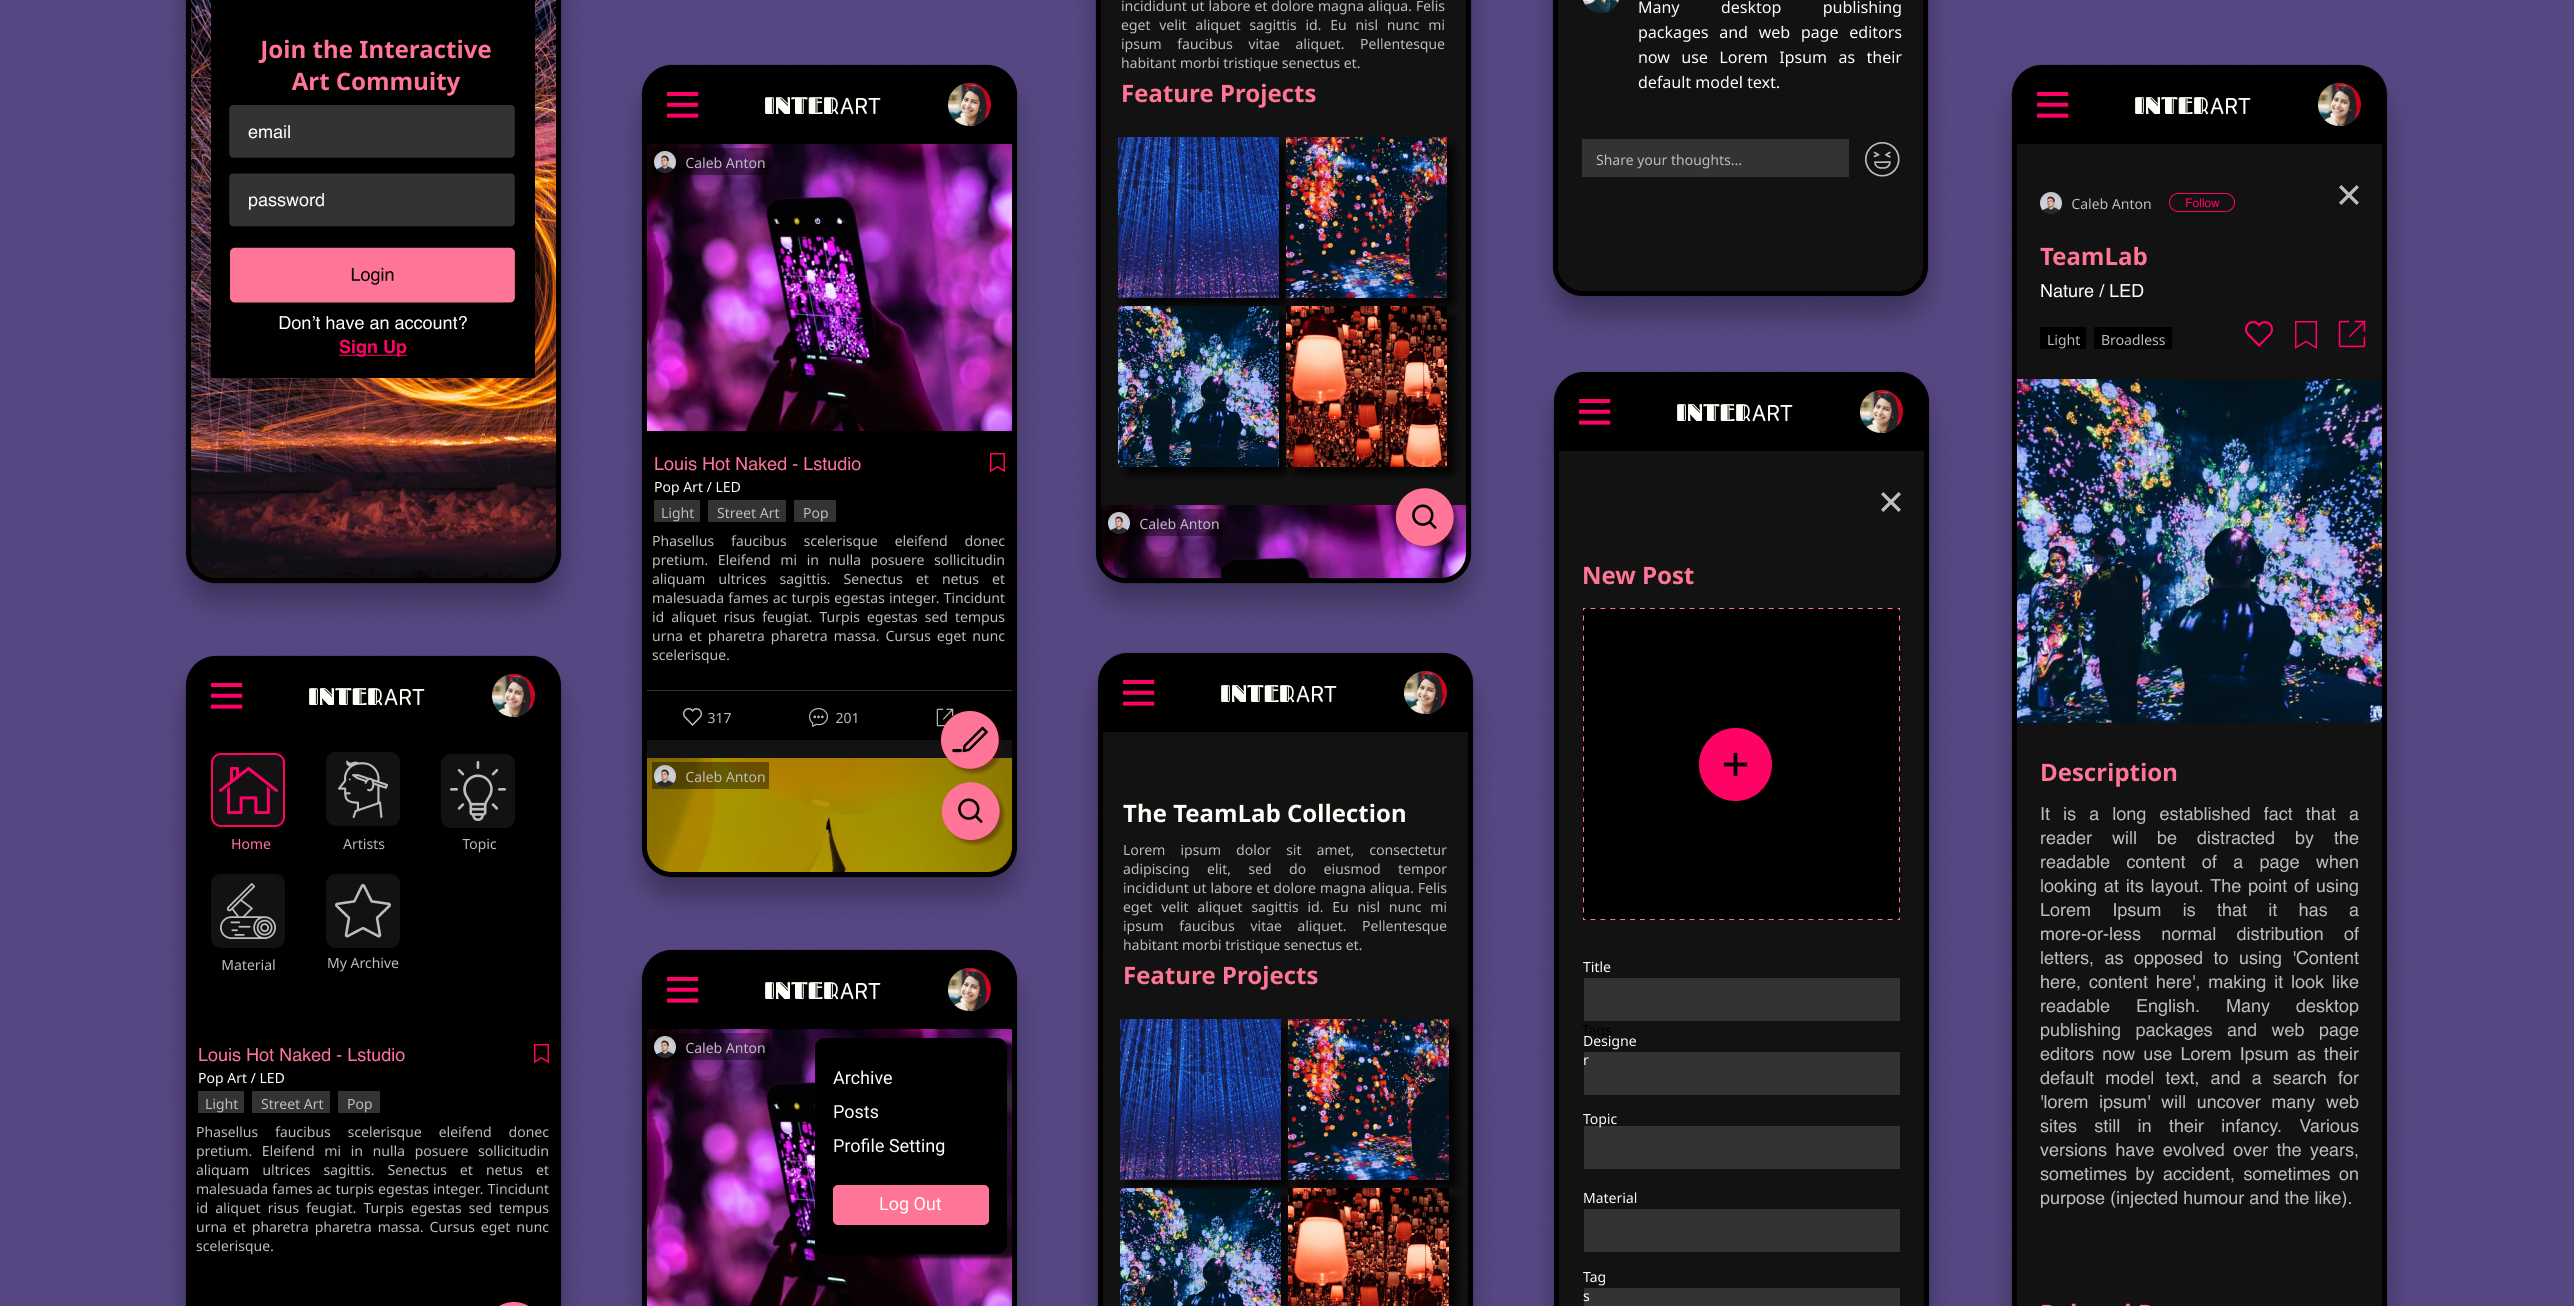 Join the Interactive
Art Commuity
email
password
Login
Don't have an account?
Sign Up
INTERART
Home
Artists
Topic
Material
My Archive
Louis Hot Naked - Lstudio
Pop Art / LED
Light
Street Art
Pop
Phasellus faucibus scelerisque eleifend donec
pretium. Eleifend mi in nulla posuere sollicitudin
aliquam ultrices sagittis. Senectus et netus et
malesuada fames ac turpis egestas integer. Tincidunt
id aliquet risus feugiat. Turpis egestas sed tempus
urna et pharetra pharetra massa. Cursus eget nunc
scelerisque.
INTERART
Caleb Anton
Louis Hot Naked - Lstudio
Pop Art / LED
Light
Street Art
Pop
Phasellus faucibus scelerisque eleifend donec
pretium. Eleifend mi in nulla posuere sollicitudin
aliquam ultrices sagittis. Senectus et netus et
malesuada fames ac turpis egestas integer. Tincidunt
id aliquet risus feugiat. Turpis egestas sed tempus
urna et pharetra pharetra massa. Cursus eget nunc
scelerisque.
317
201
Caleb Anton
INTERART
Caleb Anton
Archive
Posts
Profile Setting
Log Out
incididunt ut labore et dolore magna aliqua. Felis
eget velit aliquet sagittis id. Eu nisl nunc mi
ipsum faucibus vitae aliquet. Pellentesque
habitant morbi tristique senectus et.
Feature Projects
Caleb Anton
INTERART
The TeamLab Collection
Lorem ipsum dolor sit amet, consectetur
adipiscing elit, sed do eiusmod tempor
incididunt ut labore et dolore magna aliqua. Felis
eget velit aliquet sagittis id. Eu nisl nunc mi
ipsum faucibus vitae aliquet. Pellentesque
habitant morbi tristique senectus et.
Feature Projects
Many desktop publishing
packages and web page editors
now use Lorem Ipsum as their
default model text.
Share your thoughts...
INTERART
New Post
Title
Tags
Designe
r
Topic
Material
Tag
s
INTERART
Caleb Anton
Follow
TeamLab
Nature / LED
Light
Broadless
Description
It is a long established fact that a
reader will be distracted by the
readable content of a page when
looking at its layout. The point of using
Lorem Ipsum is that it has a
more-or-less normal distribution of
letters, as opposed to using 'Content
here, content here', making it look like
readable English. Many desktop
publishing packages and web page
editors now use Lorem Ipsum as their
default model text, and a search for
'lorem ipsum' will uncover many web
sites still in their infancy. Various
versions have evolved over the years,
sometimes by accident, sometimes on
purpose (injected humour and the like).